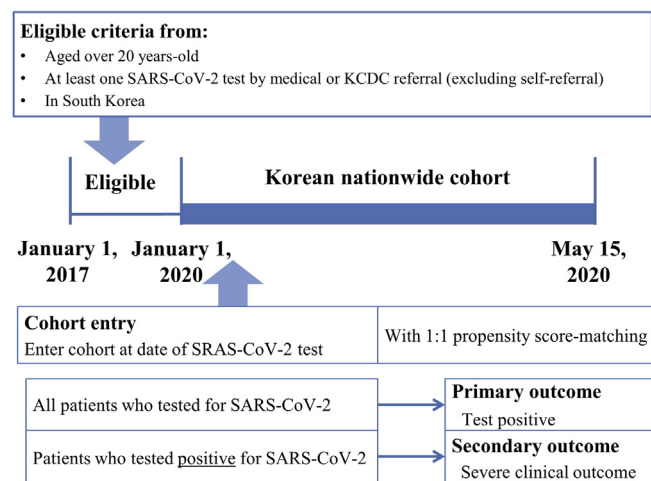 Eligible criteria from:
• Aged over 20 years-old
• At least one SARS-CoV-2 test by medical or KCDC referral (excluding self-referral)
• In South Korea
Eligible
Korean nationwide cohort
January 1,
2017
January 1,
2020
May 15,
2020
Cohort entry
Enter cohort at date of SRAS-CoV-2 test
With 1:1 propensity score-matching
All patients who tested for SARS-CoV-2
Primary outcome
Test positive
Patients who tested positive for SARS-CoV-2
Secondary outcome
Severe clinical outcome